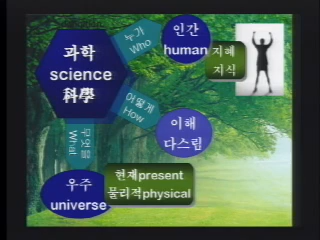 과학
science
科學
누가
Who
인간
human
지혜
지식
어떻게
How
이해
다스림
무엇을
What
우주
universe
현재present
물리적physical